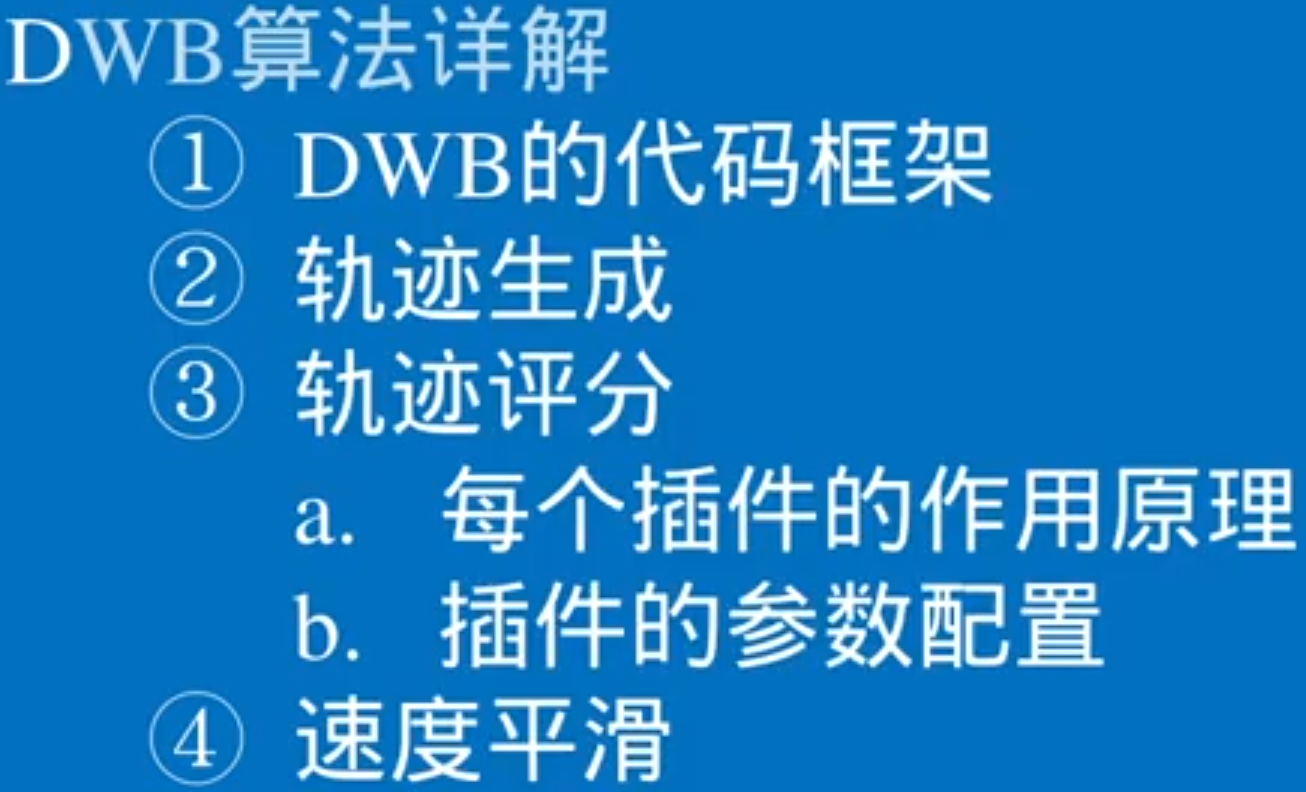 DWB算法详解
① DWB的代码框架
② 轨迹生成
③ 轨迹评分
a. 每个插件的作用原理
b. 插件的参数配置
④ 速度平滑